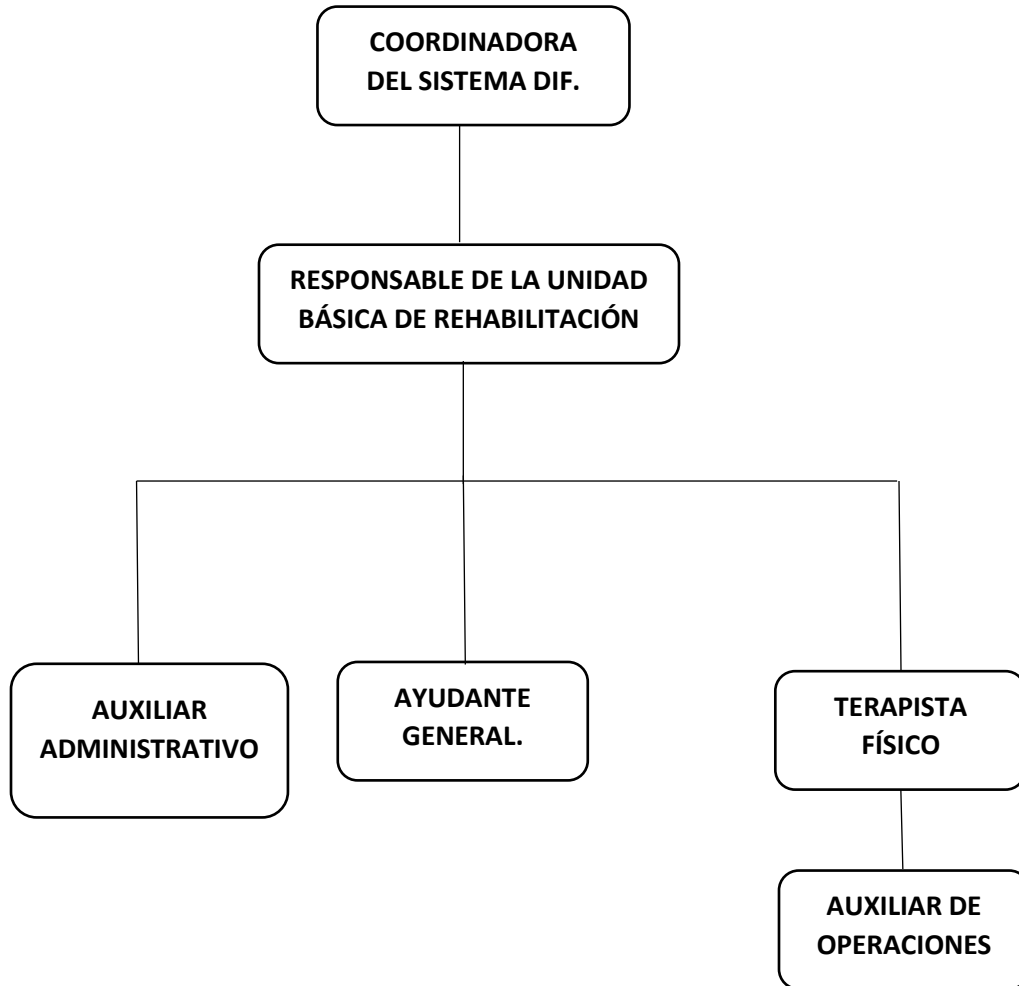 COORDINADORA
DEL SISTEMA DIF.
RESPONSABLE DE LA UNIDAD
BÁSICA DE REHABILITACIÓN
AUXILIAR
ADMINISTRATIVO
AYUDANTE
GENERAL.
TERAPISTA
FÍSICO
AUXILIAR DE
OPERACIONES